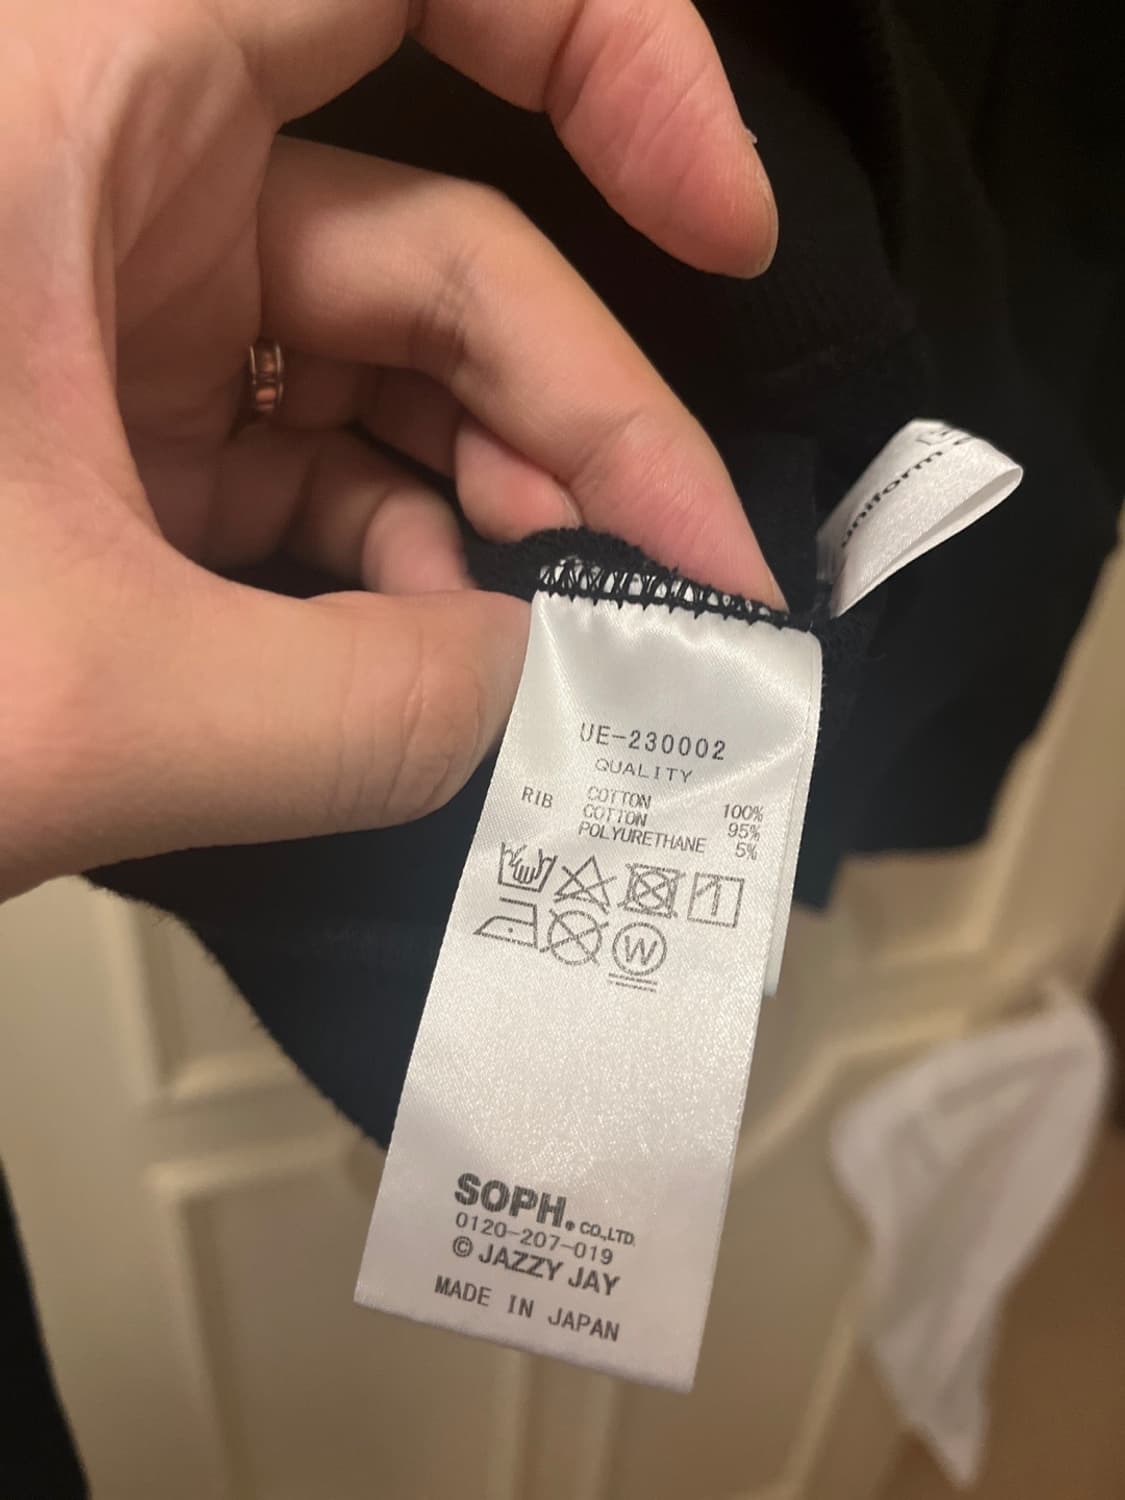 uniform
UE-230002
QUALITY
COTTON 100%
RIB COTTON 95%
POLYURETHANE 5%
W
SOPH. CO.,LTD.
0120-207-019
© JAZZY JAY
MADE IN JAPAN